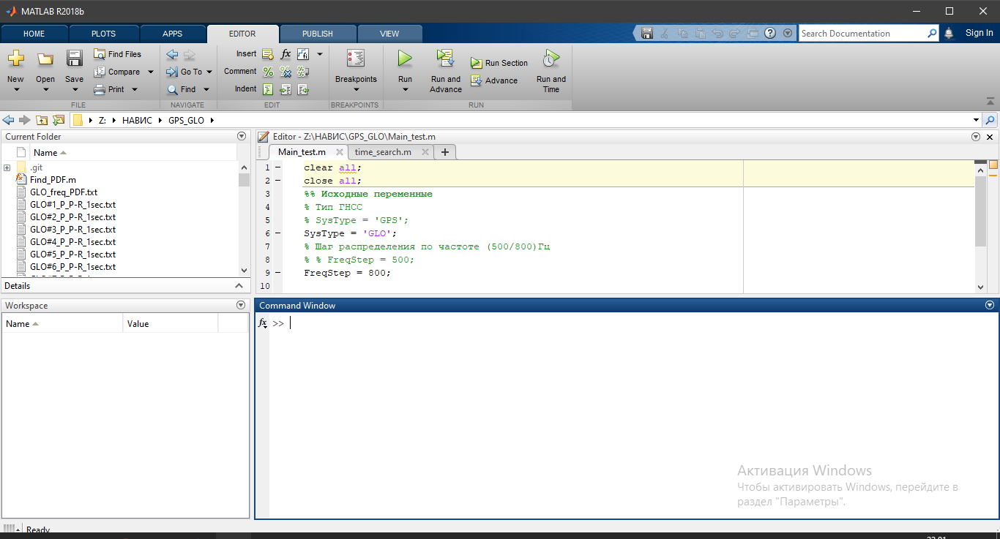 MATLAB R2018b
HOME PLOTS APPS EDITOR PUBLISH VIEW
Search Documentation
Sign In
New
Open
Save
Find Files
Compare
Print
FILE
Go To
Find
NAVIGATE
Insert
Comment
Indent
EDIT
Breakpoints
BREAKPOINTS
Run
Run and
Advance
Run Section
Advance
Run and
Time
RUN
Z: НАВИС GPS_GLO
Current Folder
Name
.git
Find_PDF.m
GLO_freq_PDF.txt
GLO#1_P_P-R_1sec.txt
GLO#2_P_P-R_1sec.txt
GLO#3_P_P-R_1sec.txt
GLO#4_P_P-R_1sec.txt
GLO#5_P_P-R_1sec.txt
GLO#6_P_P-R_1sec.txt
Details
Workspace
Name Value
Editor - Z:\НАВИС\GPS_GLO\Main_test.m
Main_test.m time_search.m
1 clear all;
2 close all;
3 %% Исходные переменные
4 % Тип ГНСС
5 % SysType = 'GPS';
6 SysType = 'GLO';
7 % Шаг распределения по частоте (500/800)Гц
8 % % FreqStep = 500;
9 FreqStep = 800;
10
Command Window
fx >>
Активация Windows
Чтобы активировать Windows, перейдите в
раздел "Параметры".
Ready